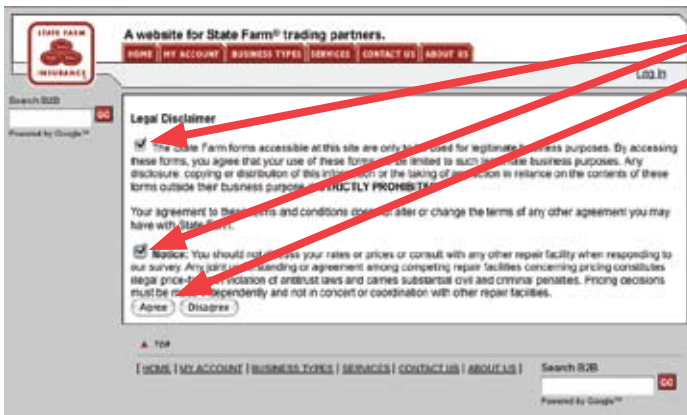 STATE FARM
INSURANCE
A website for State Farm® trading partners.
HOME MY ACCOUNT BUSINESS TYPES SERVICES CONTACT US ABOUT US
Log In
Search B2B
GO
Powered by Google™
Legal Disclaimer
The State Farm forms accessible at this site are only to be used for legitimate business purposes. By accessing
these forms, you agree that your use of these forms will be limited to such legitimate business purposes. Any
disclosure, copying or distribution of this information or the taking of any action in reliance on the contents of these
forms outside their business purpose is STRICTLY PROHIBITED.
Your agreement to these terms and conditions does not alter or change the terms of any other agreement you may
have with State Farm.
Notice: You should not discuss your rates or prices or consult with any other repair facility when responding to
our survey. Any joint understanding or agreement among competing repair facilities concerning pricing constitutes
illegal price-fixing in violation of antitrust laws and carries substantial civil and criminal penalties. Pricing decisions
must be made independently and not in concert or coordination with other repair facilities.
Agree Disagree
TOP
[ HOME | MY ACCOUNT | BUSINESS TYPES | SERVICES | CONTACT US | ABOUT US ]
Search B2B
GO
Powered by Google™